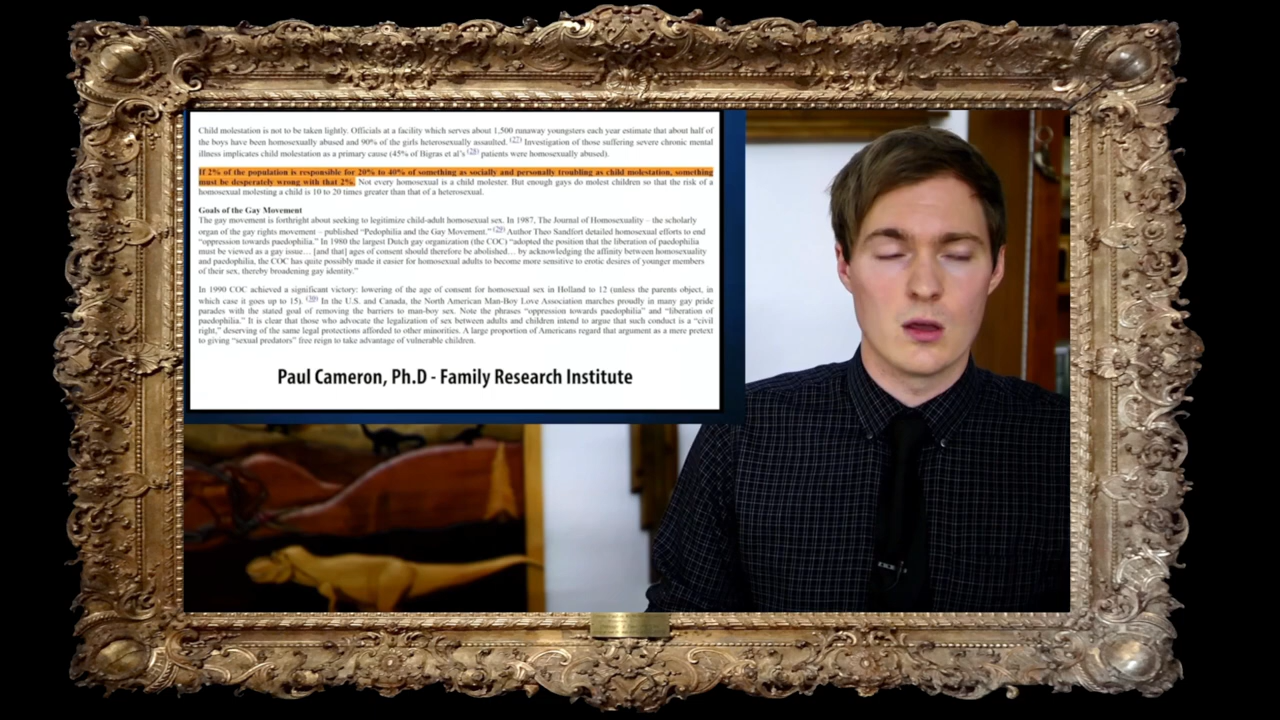 Child molestation is not to be taken lightly. Officials at a facility which serves about 1,500 runaway youngsters each year estimate that about half of
the boys have been homosexually abused and 90% of the girls heterosexually assaulted. (27) Investigation of those suffering severe chronic mental
illness implicates child molestation as a primary cause (45% of Bigras et al's (28) patients were homosexually abused).
If 2% of the population is responsible for 20% to 40% of something as socially and personally troubling as child molestation, something
must be desperately wrong with that 2%. Not every homosexual is a child molester. But enough gays do molest children so that the risk of a
homosexual molesting a child is 10 to 20 times greater than that of a heterosexual.
Goals of the Gay Movement
The gay movement is forthright about seeking to legitimize child-adult homosexual sex. In 1987, The Journal of Homosexuality – the scholarly
organ of the gay rights movement – published "Pedophilia and the Gay Movement." (29) Author Theo Sandfort detailed homosexual efforts to end
"oppression towards paedophilia." In 1980 the largest Dutch gay organization (the COC) "adopted the position that the liberation of paedophilia
must be viewed as a gay issue... [and that] ages of consent should therefore be abolished... by acknowledging the affinity between homosexuality
and paedophilia, the COC has quite possibly made it easier for homosexual adults to become more sensitive to erotic desires of younger members
of their sex, thereby broadening gay identity."
In 1990 COC achieved a significant victory: lowering of the age of consent for homosexual sex in Holland to 12 (unless the parents object, in
which case it goes up to 15). (30) In the U.S. and Canada, the North American Man-Boy Love Association marches proudly in many gay pride
parades with the stated goal of removing the barriers to man-boy sex. Note the phrases "oppression towards paedophilia" and "liberation of
paedophilia." It is clear that those who advocate the legalization of sex between adults and children intend to argue that such conduct is a "civil
right," deserving of the same legal protections afforded to other minorities. A large proportion of Americans regard that argument as a mere pretext
to giving "sexual predators" free reign to take advantage of vulnerable children.
Paul Cameron, Ph.D - Family Research Institute